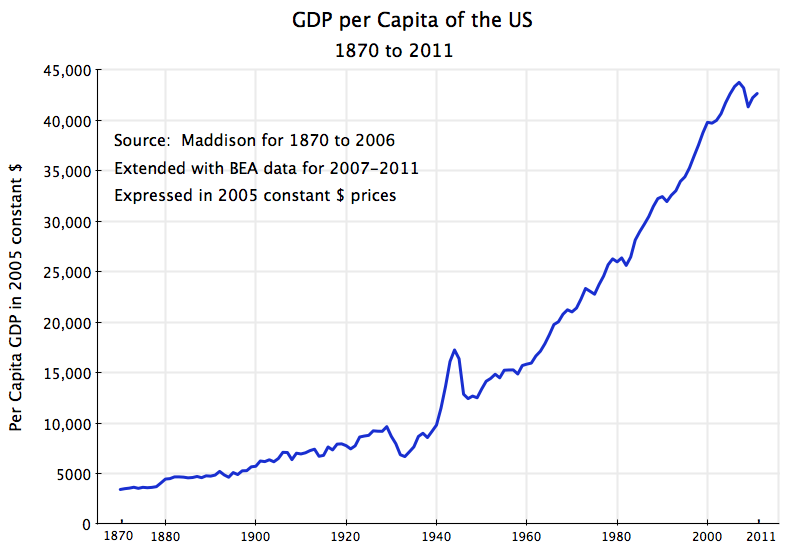 GDP per Capita of the US
1870 to 2011
45,000
40,000
35,000
30,000
25,000
20,000
15,000
10,000
5000
0
Per Capita GDP in 2005 constant $
Source:  Maddison for 1870 to 2006
Extended with BEA data for 2007-2011
Expressed in 2005 constant $ prices
1870 1880 1900 1920 1940 1960 1980 2000 2011